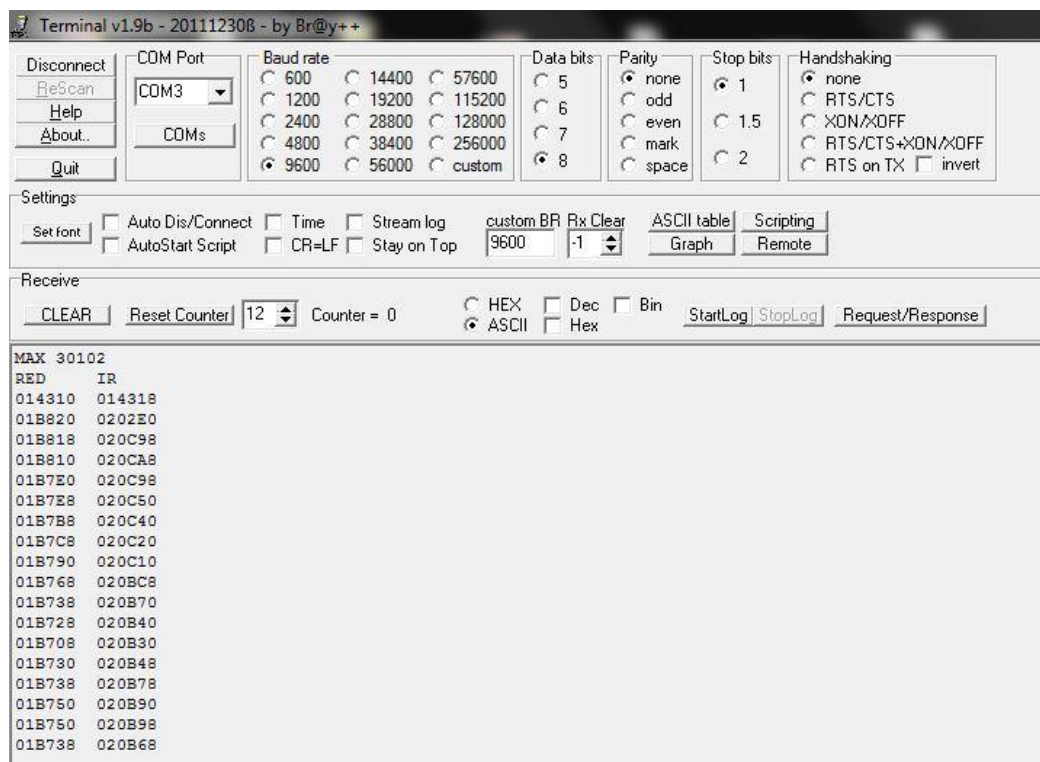 Terminal v1.9b - 20111230ß - by Br@y++
Disconnect
ReScan
Help
About..
Quit
COM Port
COM3
COMs
Baud rate
600 14400 57600
1200 19200 115200
2400 28800 128000
4800 38400 256000
9600 56000 custom
Data bits
5
6
7
8
Parity
none
odd
even
mark
space
Stop bits
1
1.5
2
Handshaking
none
RTS/CTS
XON/XOFF
RTS/CTS+XON/XOFF
RTS on TX invert
Settings
Set font
Auto Dis/Connect Time Stream log
AutoStart Script CR=LF Stay on Top
custom BR Rx Clear
9600 -1
ASCII table Scripting
Graph Remote
Receive
CLEAR Reset Counter 12 Counter = 0
HEX Dec Bin
ASCII Hex
StartLog StopLog Request/Response
MAX 30102
RED IR
014310 014318
01B820 0202E0
01B818 020C98
01B810 020CA8
01B7E0 020C98
01B7E8 020C50
01B7B8 020C40
01B7C8 020C20
01B790 020C10
01B768 020BC8
01B738 020B70
01B728 020B40
01B708 020B30
01B730 020B48
01B738 020B78
01B750 020B90
01B750 020B98
01B738 020B68